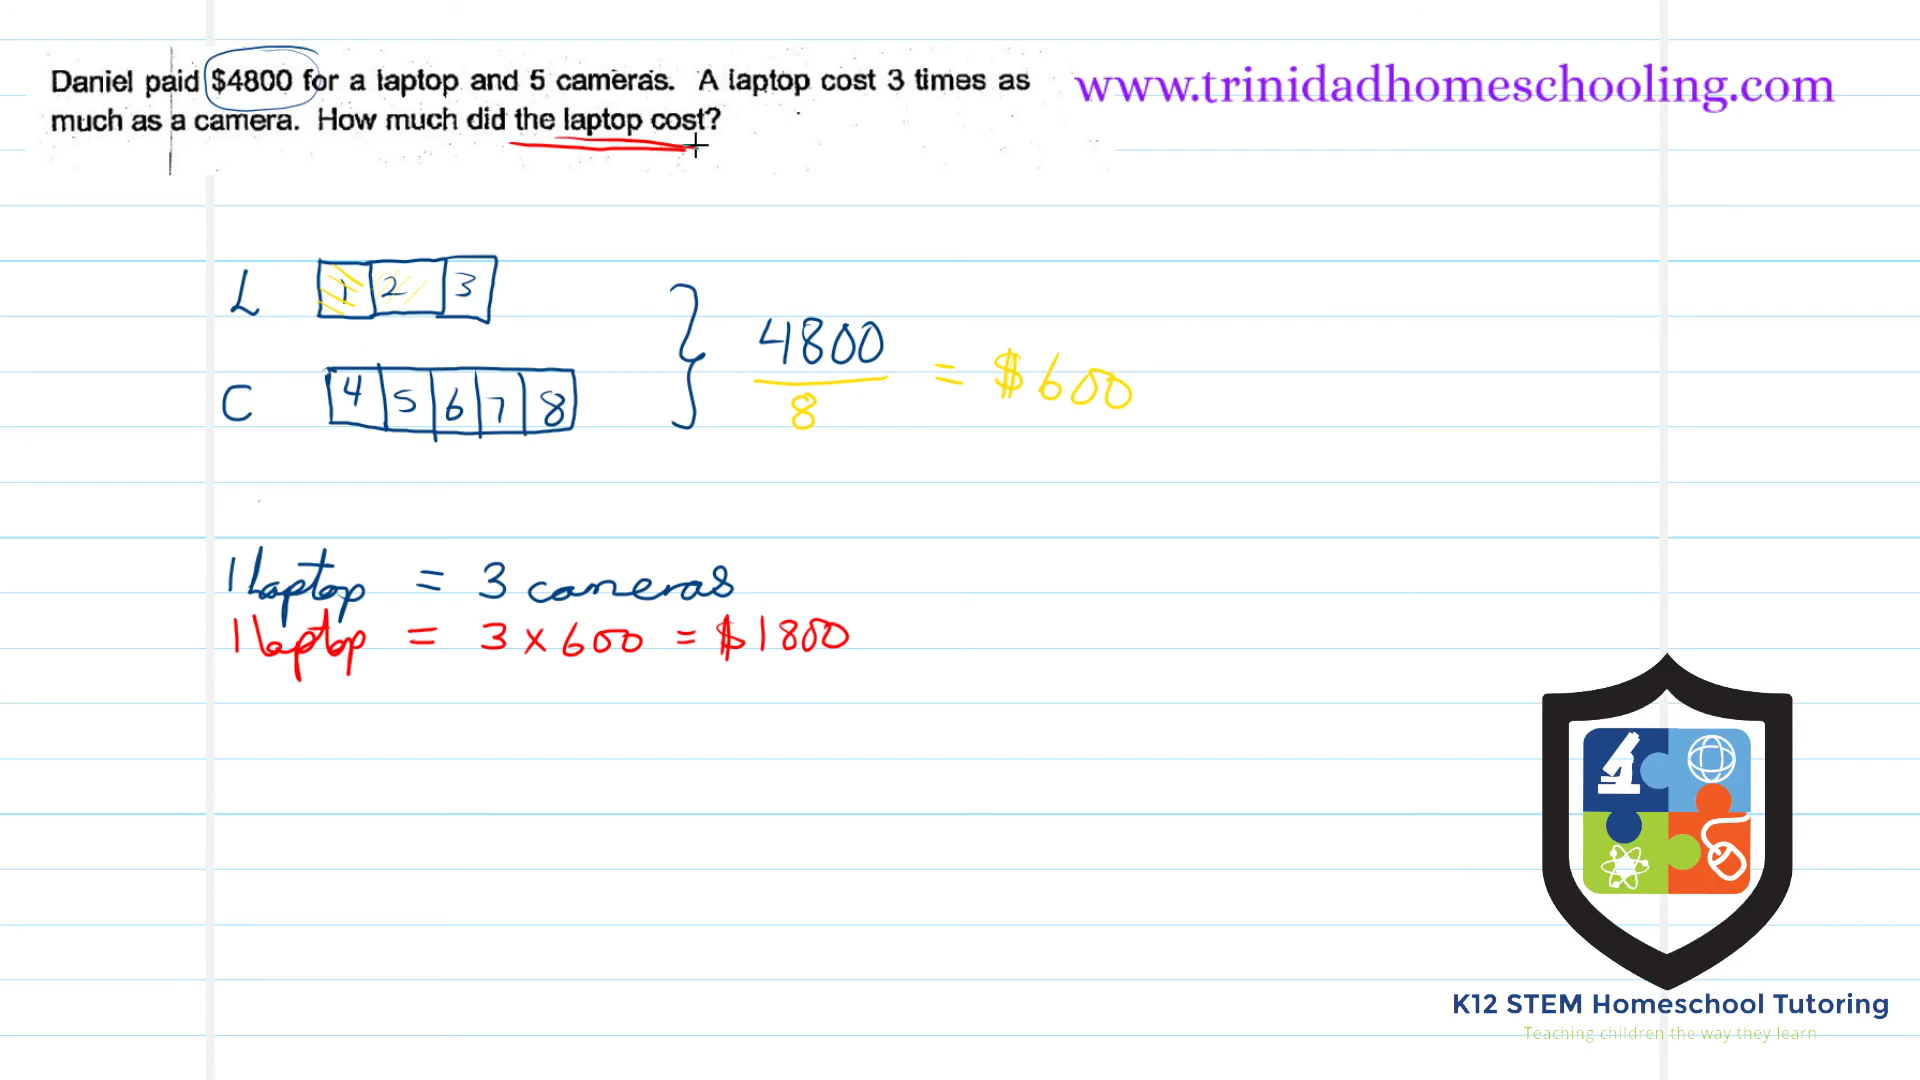 Daniel paid $4800 for a laptop and 5 cameras. A laptop cost 3 times as
much as a camera. How much did the laptop cost?
www.trinidadhomeschooling.com
L 1 2 3
C 4 5 6 7 8
4800
8
= $600
1 laptop = 3 cameras
1 laptop = 3 x 600 = $1800
K12 STEM Homeschool Tutoring
Teaching children the way they learn